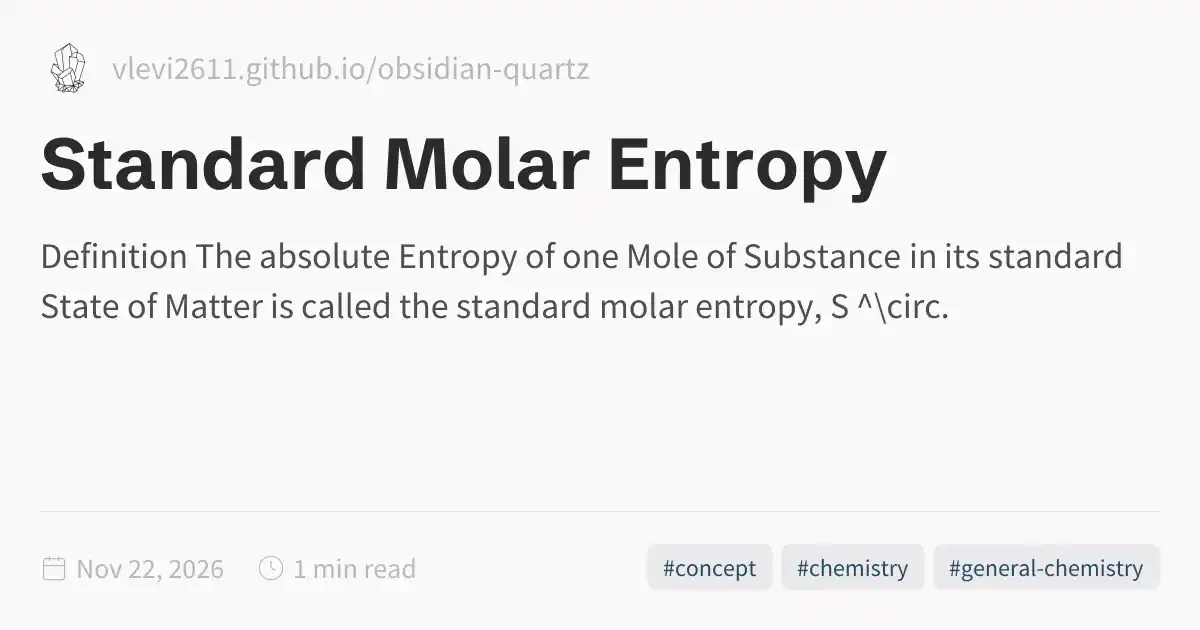 vlevi2611.github.io/obsidian-quartz
Standard Molar Entropy
Definition The absolute Entropy of one Mole of Substance in its standard
State of Matter is called the standard molar entropy, S ^\circ.
Nov 22, 2026 1 min read #concept #chemistry #general-chemistry